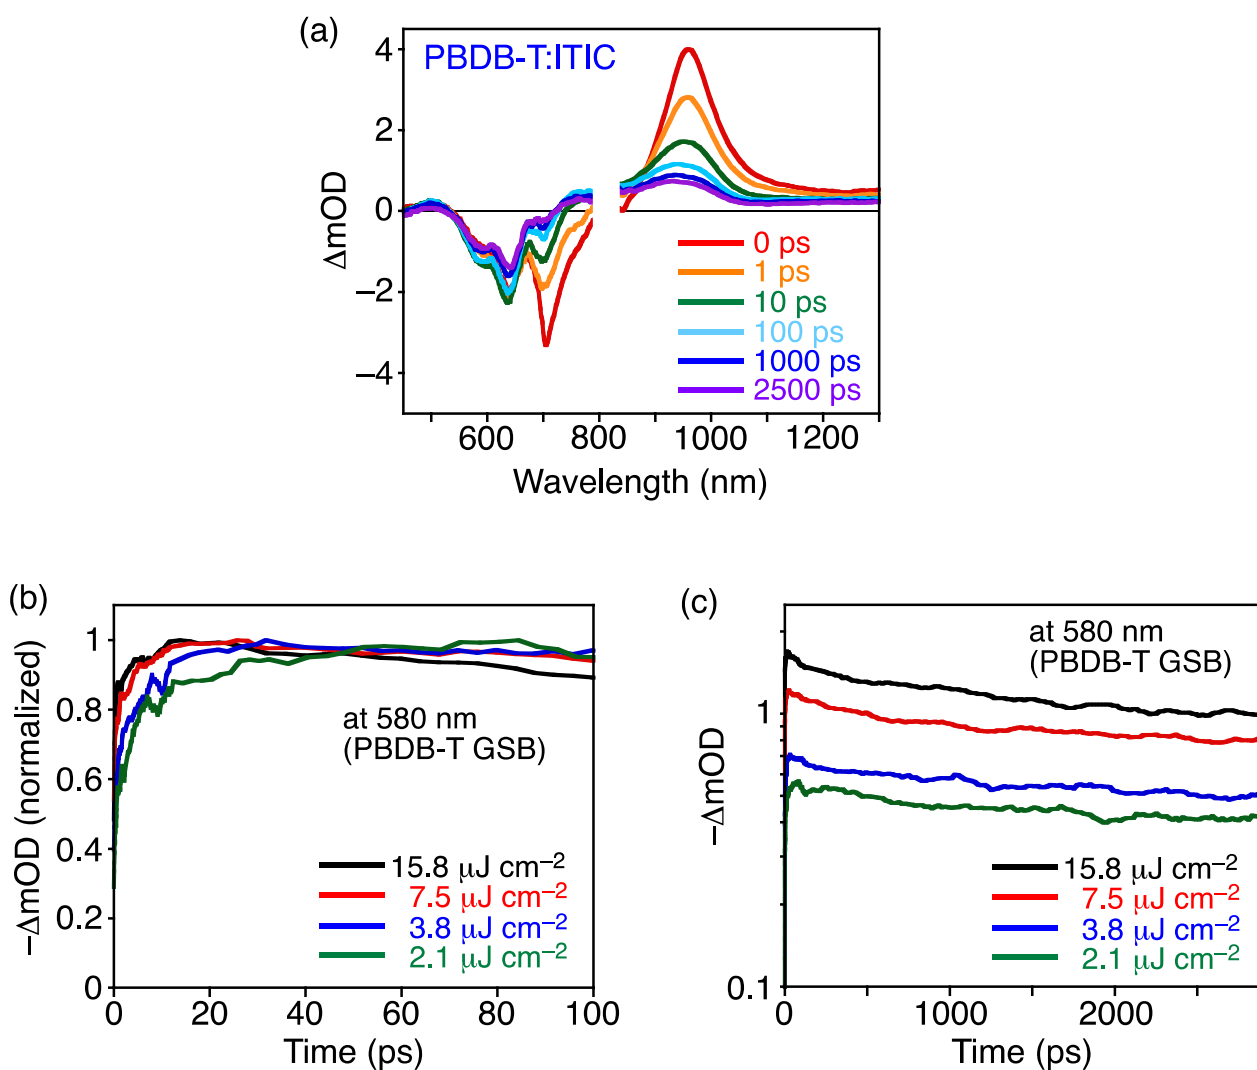 (a)
PBDB-T:ITIC
4
2
0
−2
−4
ΔmOD
0 ps
1 ps
10 ps
100 ps
1000 ps
2500 ps
600 800 1000 1200
Wavelength (nm)
(b)
−ΔmOD (normalized)
1
0.8
0.6
0.4
0.2
0
at 580 nm
(PBDB-T GSB)
15.8 μJ cm⁻²
7.5 μJ cm⁻²
3.8 μJ cm⁻²
2.1 μJ cm⁻²
0 20 40 60 80 100
Time (ps)
(c)
−ΔmOD
1
0.1
at 580 nm
(PBDB-T GSB)
15.8 μJ cm⁻²
7.5 μJ cm⁻²
3.8 μJ cm⁻²
2.1 μJ cm⁻²
0 1000 2000
Time (ps)